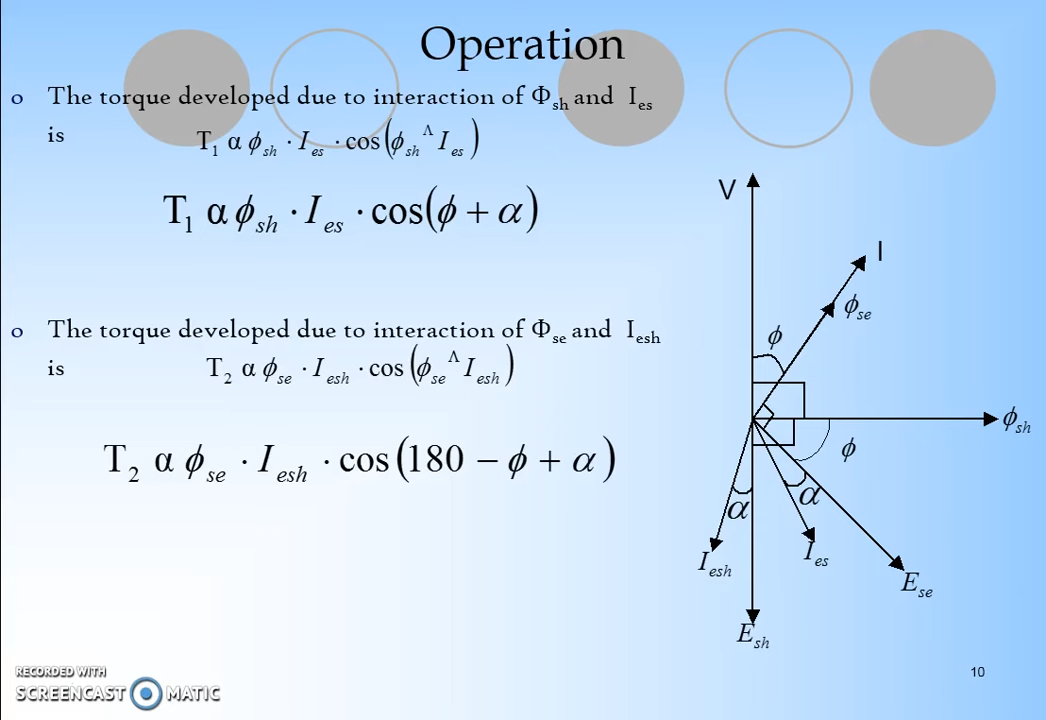 Operation
o The torque developed due to interaction of Φsh and Ies
is T₁ α ϕsh · Ies · cos(ϕsh ^ Ies)
T₁ α ϕsh · Ies · cos(ϕ + α)
o The torque developed due to interaction of Φse and Iesh
is T₂ α ϕse · Iesh · cos(ϕse ^ Iesh)
T₂ α ϕse · Iesh · cos(180 − ϕ + α)
V
I
ϕse
ϕ
ϕsh
ϕ
α
α
Ies
Iesh
Ese
Esh
RECORDED WITH
SCREENCAST MATIC
10